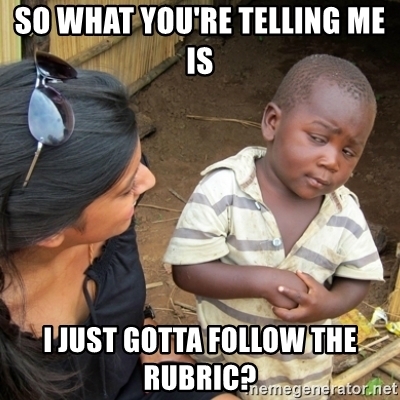 SO WHAT YOU'RE TELLING ME
IS
I JUST GOTTA FOLLOW THE
RUBRIC?
memegenerator.net